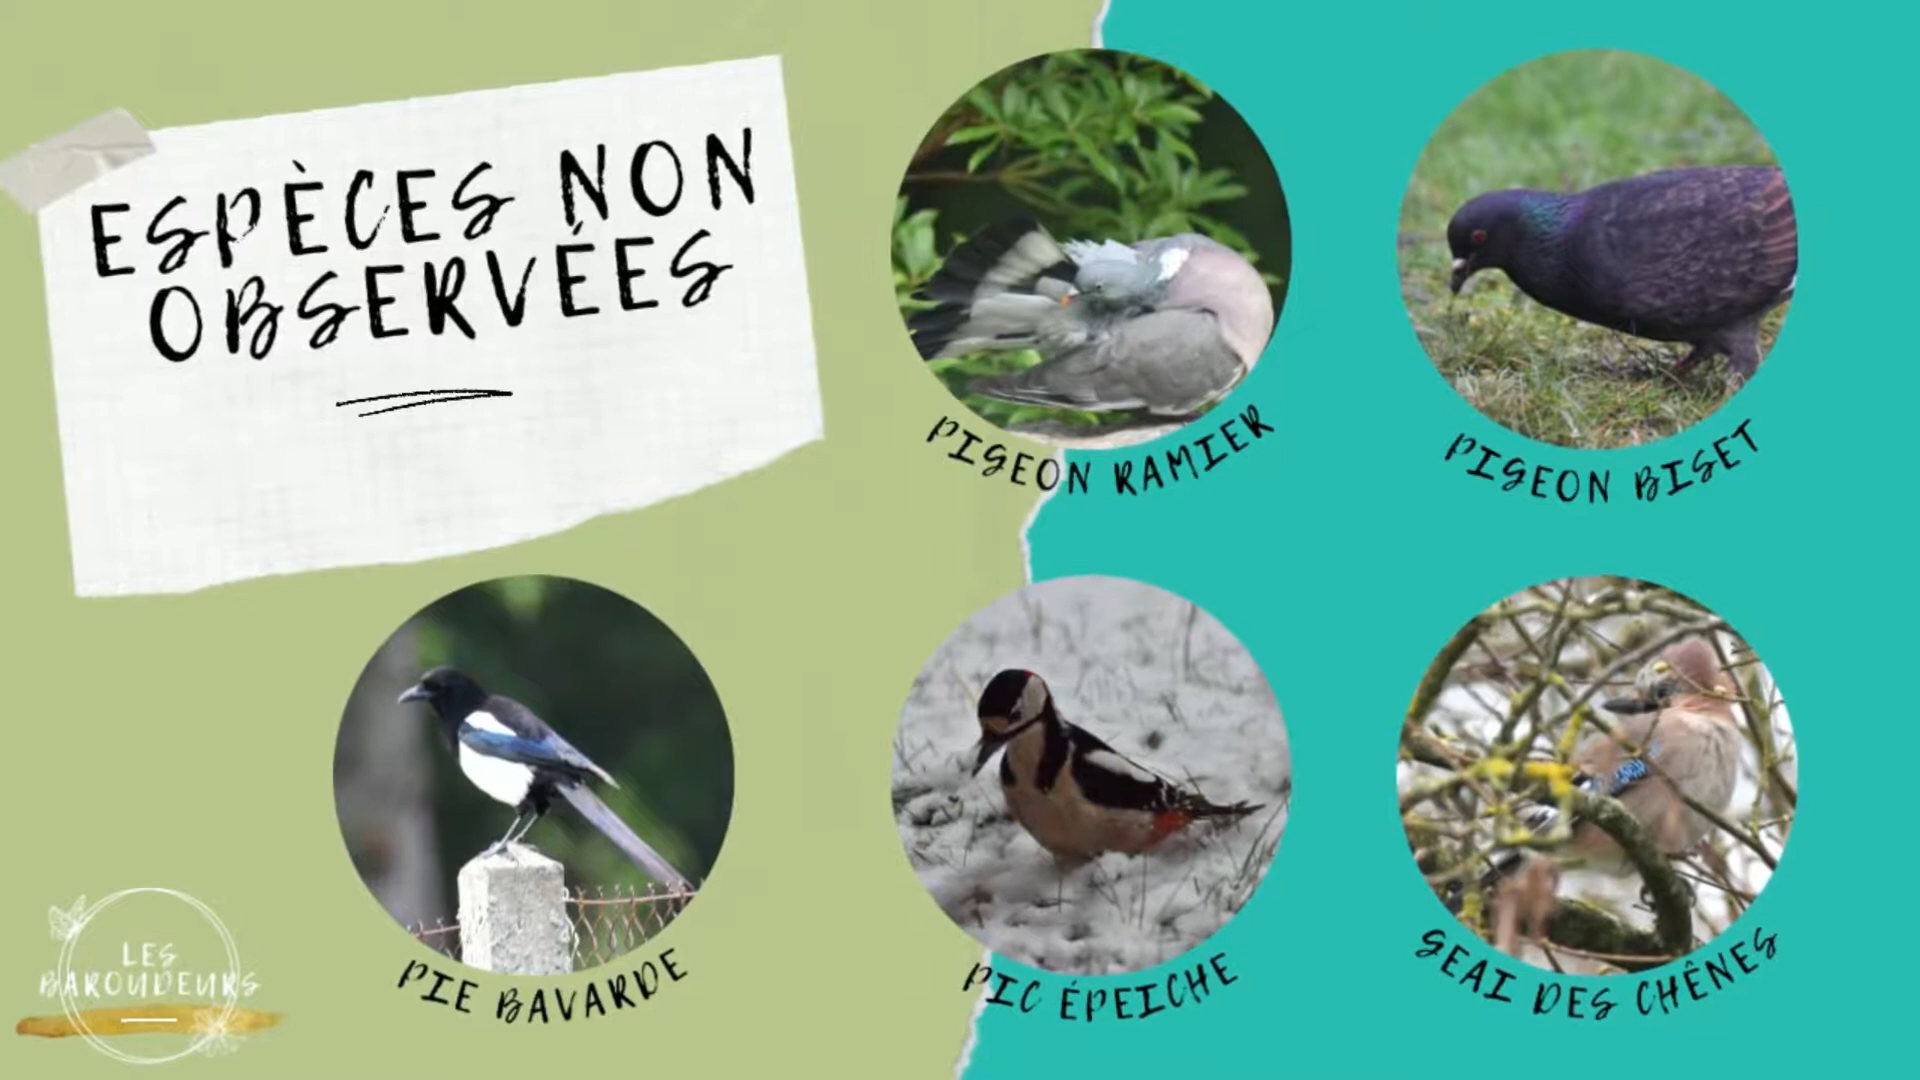 ESPÈCES NON
OBSERVÉES
PIGEON RAMIER
PIGEON BISET
PIE BAVARDE
PIC ÉPEICHE
GEAI DES CHÊNES
LES
BAROUDEURS